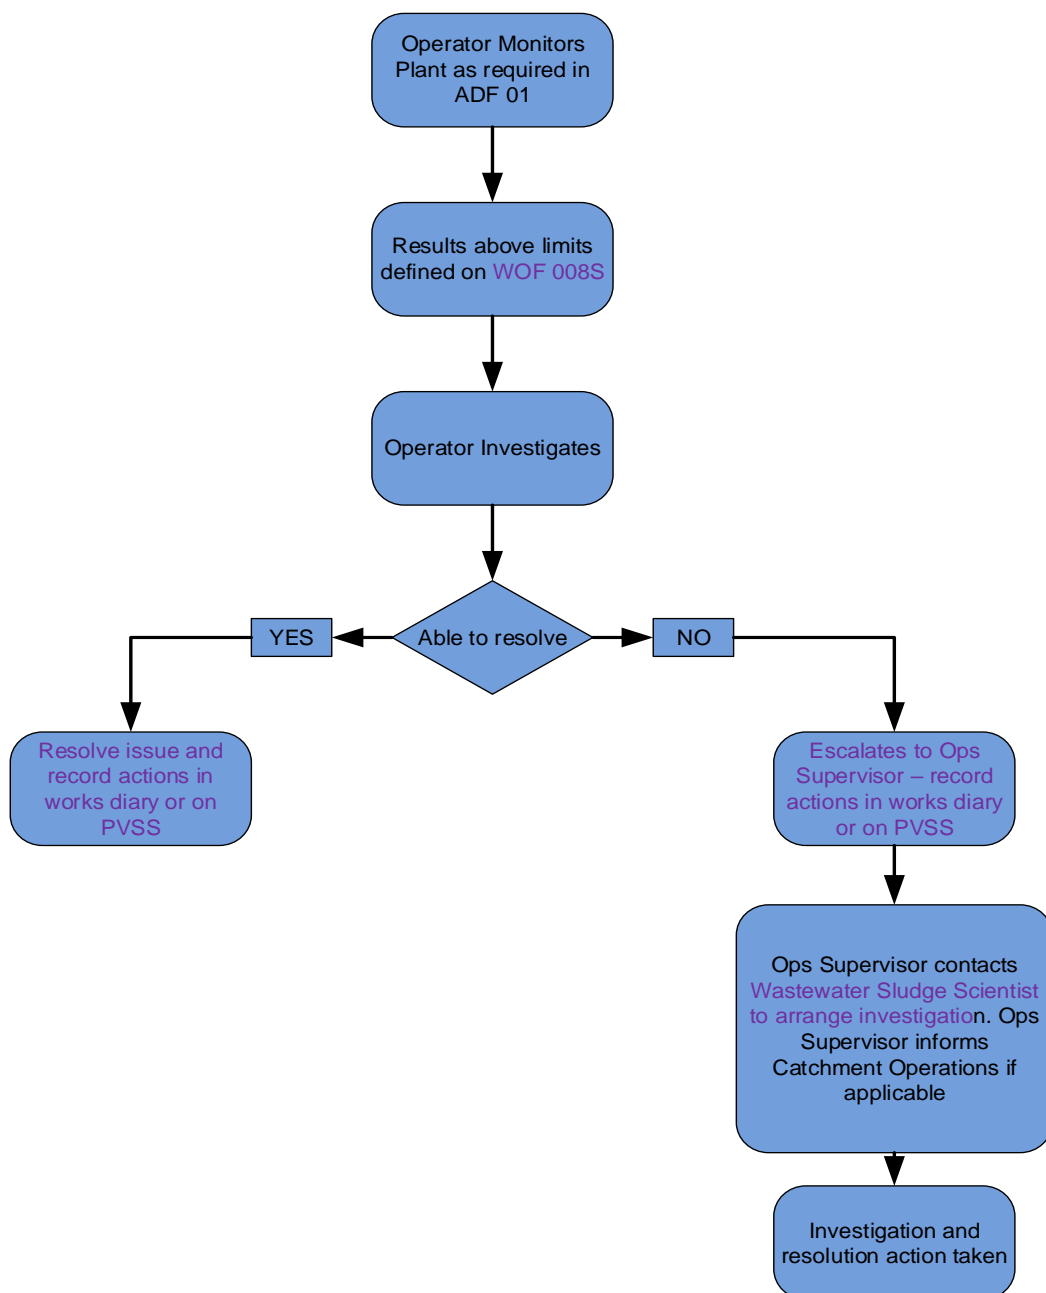 Operator Monitors
Plant as required in
ADF 01
Results above limits
defined on WOF 008S
Operator Investigates
YES
Able to resolve
NO
Resolve issue and
record actions in
works diary or on
PVSS
Escalates to Ops
Supervisor – record
actions in works diary
or on PVSS
Ops Supervisor contacts
Wastewater Sludge Scientist
to arrange investigation. Ops
Supervisor informs
Catchment Operations if
applicable
Investigation and
resolution action taken